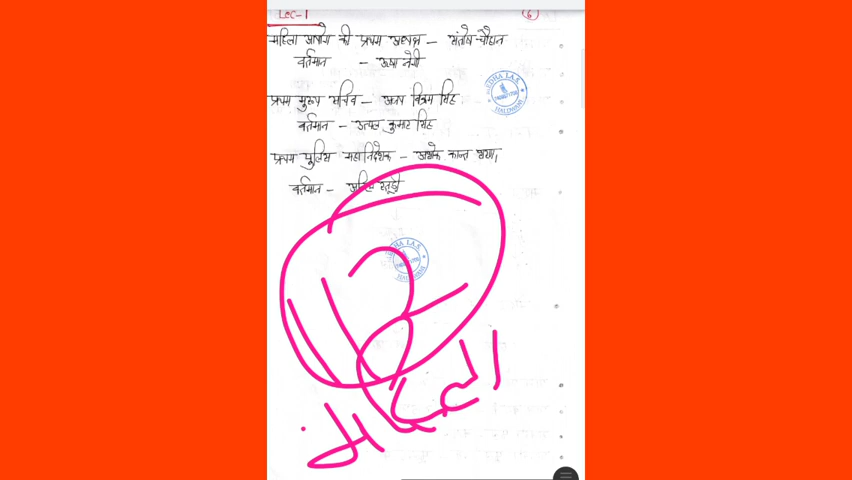 Lec-1
6
महिला आयोग की प्रथम अध्यक्ष – संतोष चौहान
वर्तमान – ऊषा नेगी
प्रथम मुख्य सचिव – अजय विक्रम सिंह
वर्तमान – उत्पल कुमार सिंह
प्रथम पुलिस महानिदेशक – अशोक कान्त शरण
वर्तमान – अनिल रतूड़ी